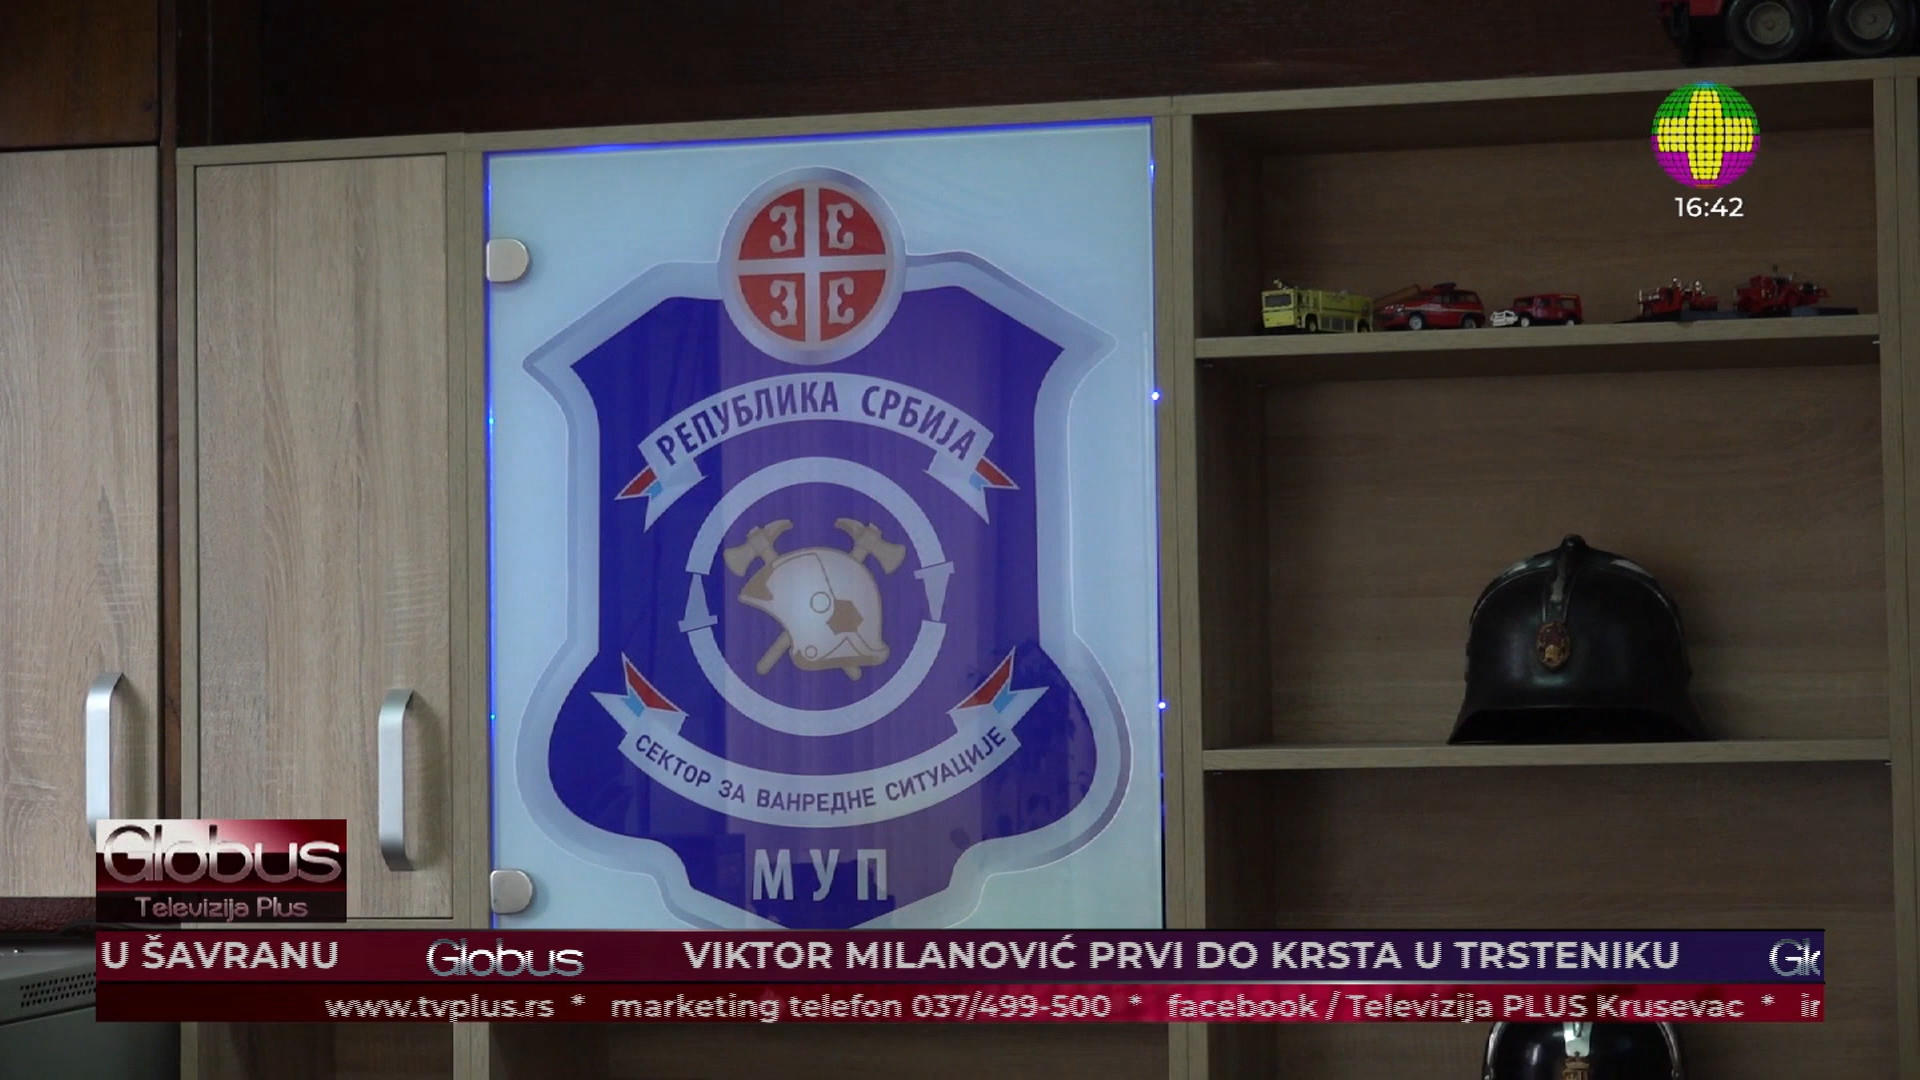 16:42
РЕПУБЛИКА СРБИЈА
СЕКТОР ЗА ВАНРЕДНЕ СИТУАЦИЈЕ
МУП
Globus
Televizija Plus
U ŠAVRANU Globus VIKTOR MILANOVIĆ PRVI DO KRSTA U TRSTENIKU Glo
www.tvplus.rs * marketing telefon 037/499-500 * facebook / Televizija PLUS Krusevac *